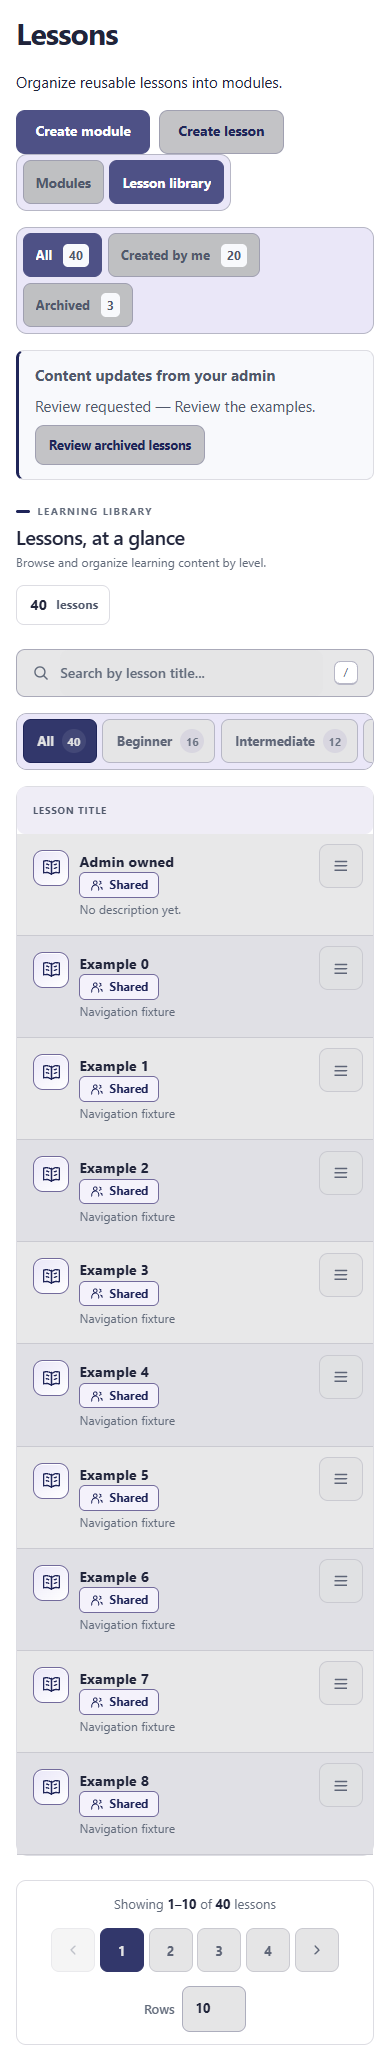 Lessons
Organize reusable lessons into modules.
Create module Create lesson
Modules Lesson library
All 40 Created by me 20
Archived 3
Content updates from your admin
Review requested — Review the examples.
Review archived lessons
LEARNING LIBRARY
Lessons, at a glance
Browse and organize learning content by level.
40 lessons
Search by lesson title... /
All 40 Beginner 16 Intermediate 12
LESSON TITLE
Admin owned
Shared
No description yet.
Example 0
Shared
Navigation fixture
Example 1
Shared
Navigation fixture
Example 2
Shared
Navigation fixture
Example 3
Shared
Navigation fixture
Example 4
Shared
Navigation fixture
Example 5
Shared
Navigation fixture
Example 6
Shared
Navigation fixture
Example 7
Shared
Navigation fixture
Example 8
Shared
Navigation fixture
Showing 1–10 of 40 lessons
1 2 3 4
Rows 10